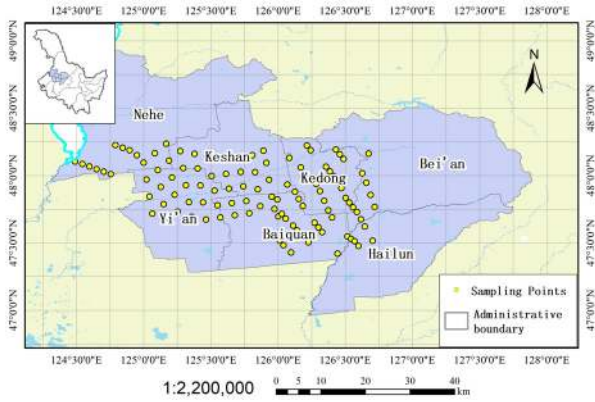 124°30'0"E 125°0'0"E 125°30'0"E 126°0'0"E 126°30'0"E 127°0'0"E 127°30'0"E 128°0'0"E
49°0'0"N
48°30'0"N
48°0'0"N
47°30'0"N
47°0'0"N
N
Nehe
Keshan
Kedong
Bei'an
Yi'an
Baiquan
Hailun
Sampling Points
Administrative
boundary
49°0'0"N
48°30'0"N
48°0'0"N
47°30'0"N
47°0'0"N
124°30'0"E 125°0'0"E 125°30'0"E 126°0'0"E 126°30'0"E 127°0'0"E 127°30'0"E 128°0'0"E
1:2,200,000
0 5 10 20 30 40
km